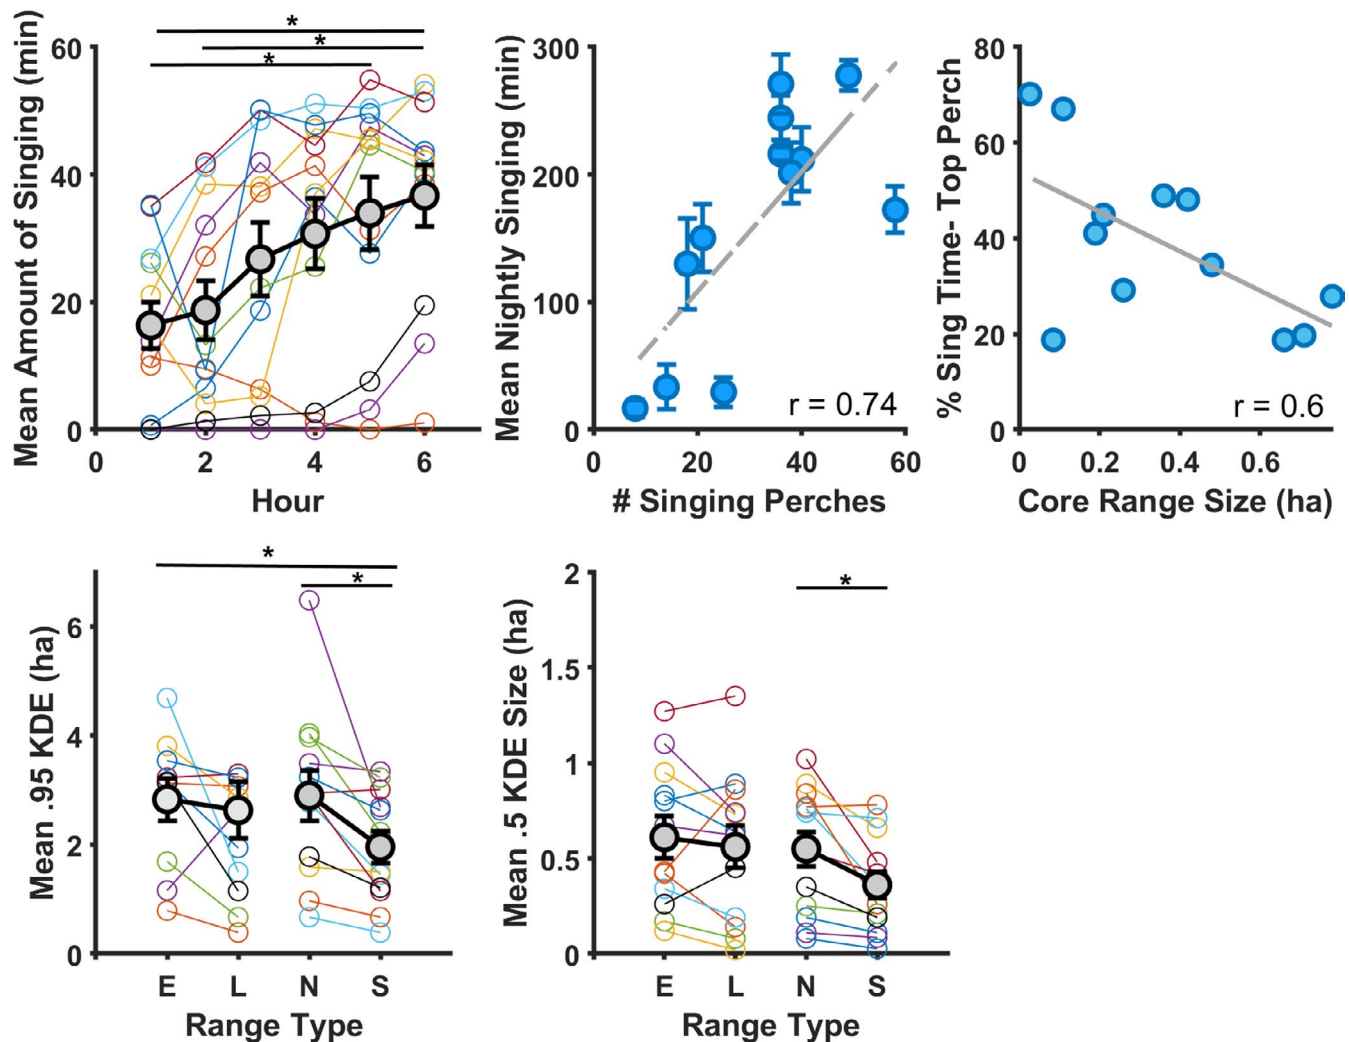 Mean Amount of Singing (min)
60
40
20
0
*
*
*
0 2 4 6
Hour
Mean Nightly Singing (min)
300
200
100
0
r = 0.74
0 20 40 60
# Singing Perches
% Sing Time- Top Perch
80
60
40
20
0
r = 0.6
0 0.2 0.4 0.6
Core Range Size (ha)
Mean .95 KDE (ha)
6
4
2
0
*
*
E L N S
Range Type
Mean .5 KDE Size (ha)
2
1.5
1
0.5
0
*
E L N S
Range Type